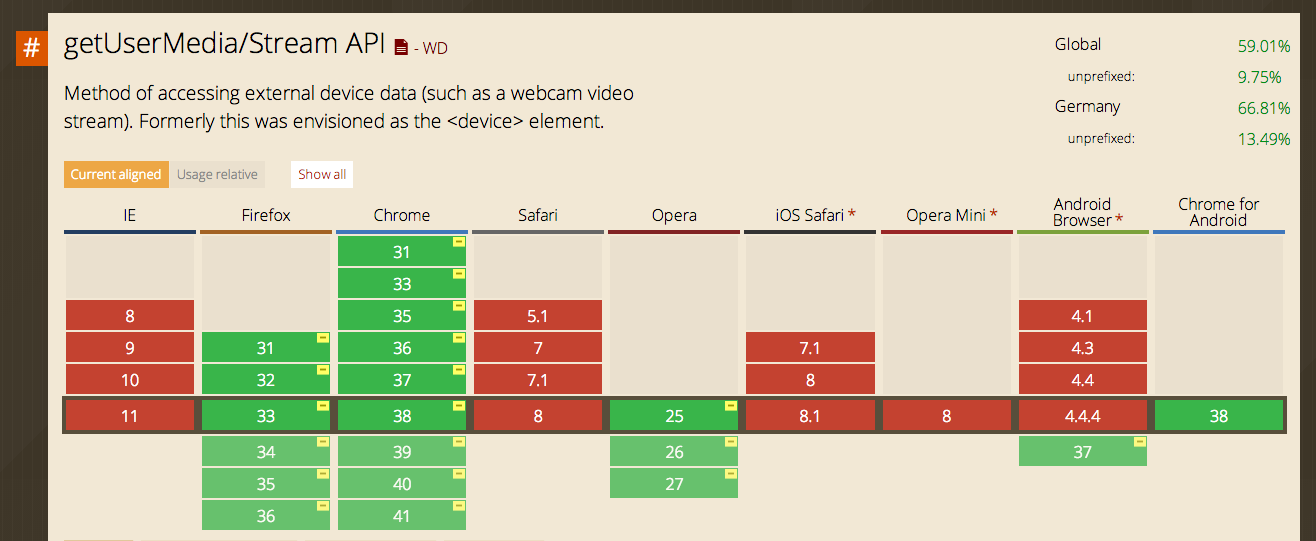 #
getUserMedia/Stream API - WD
Global 59.01%
unprefixed: 9.75%
Germany 66.81%
unprefixed: 13.49%
Method of accessing external device data (such as a webcam video
stream). Formerly this was envisioned as the <device> element.
Current aligned Usage relative Show all
IE Firefox Chrome Safari Opera iOS Safari * Opera Mini * Android Browser * Chrome for Android
31
33
8 35 5.1 4.1
9 31 36 7 7.1 4.3
10 32 37 7.1 8 4.4
11 33 38 8 25 8.1 8 4.4.4 38
34 39 26 37
35 40 27
36 41